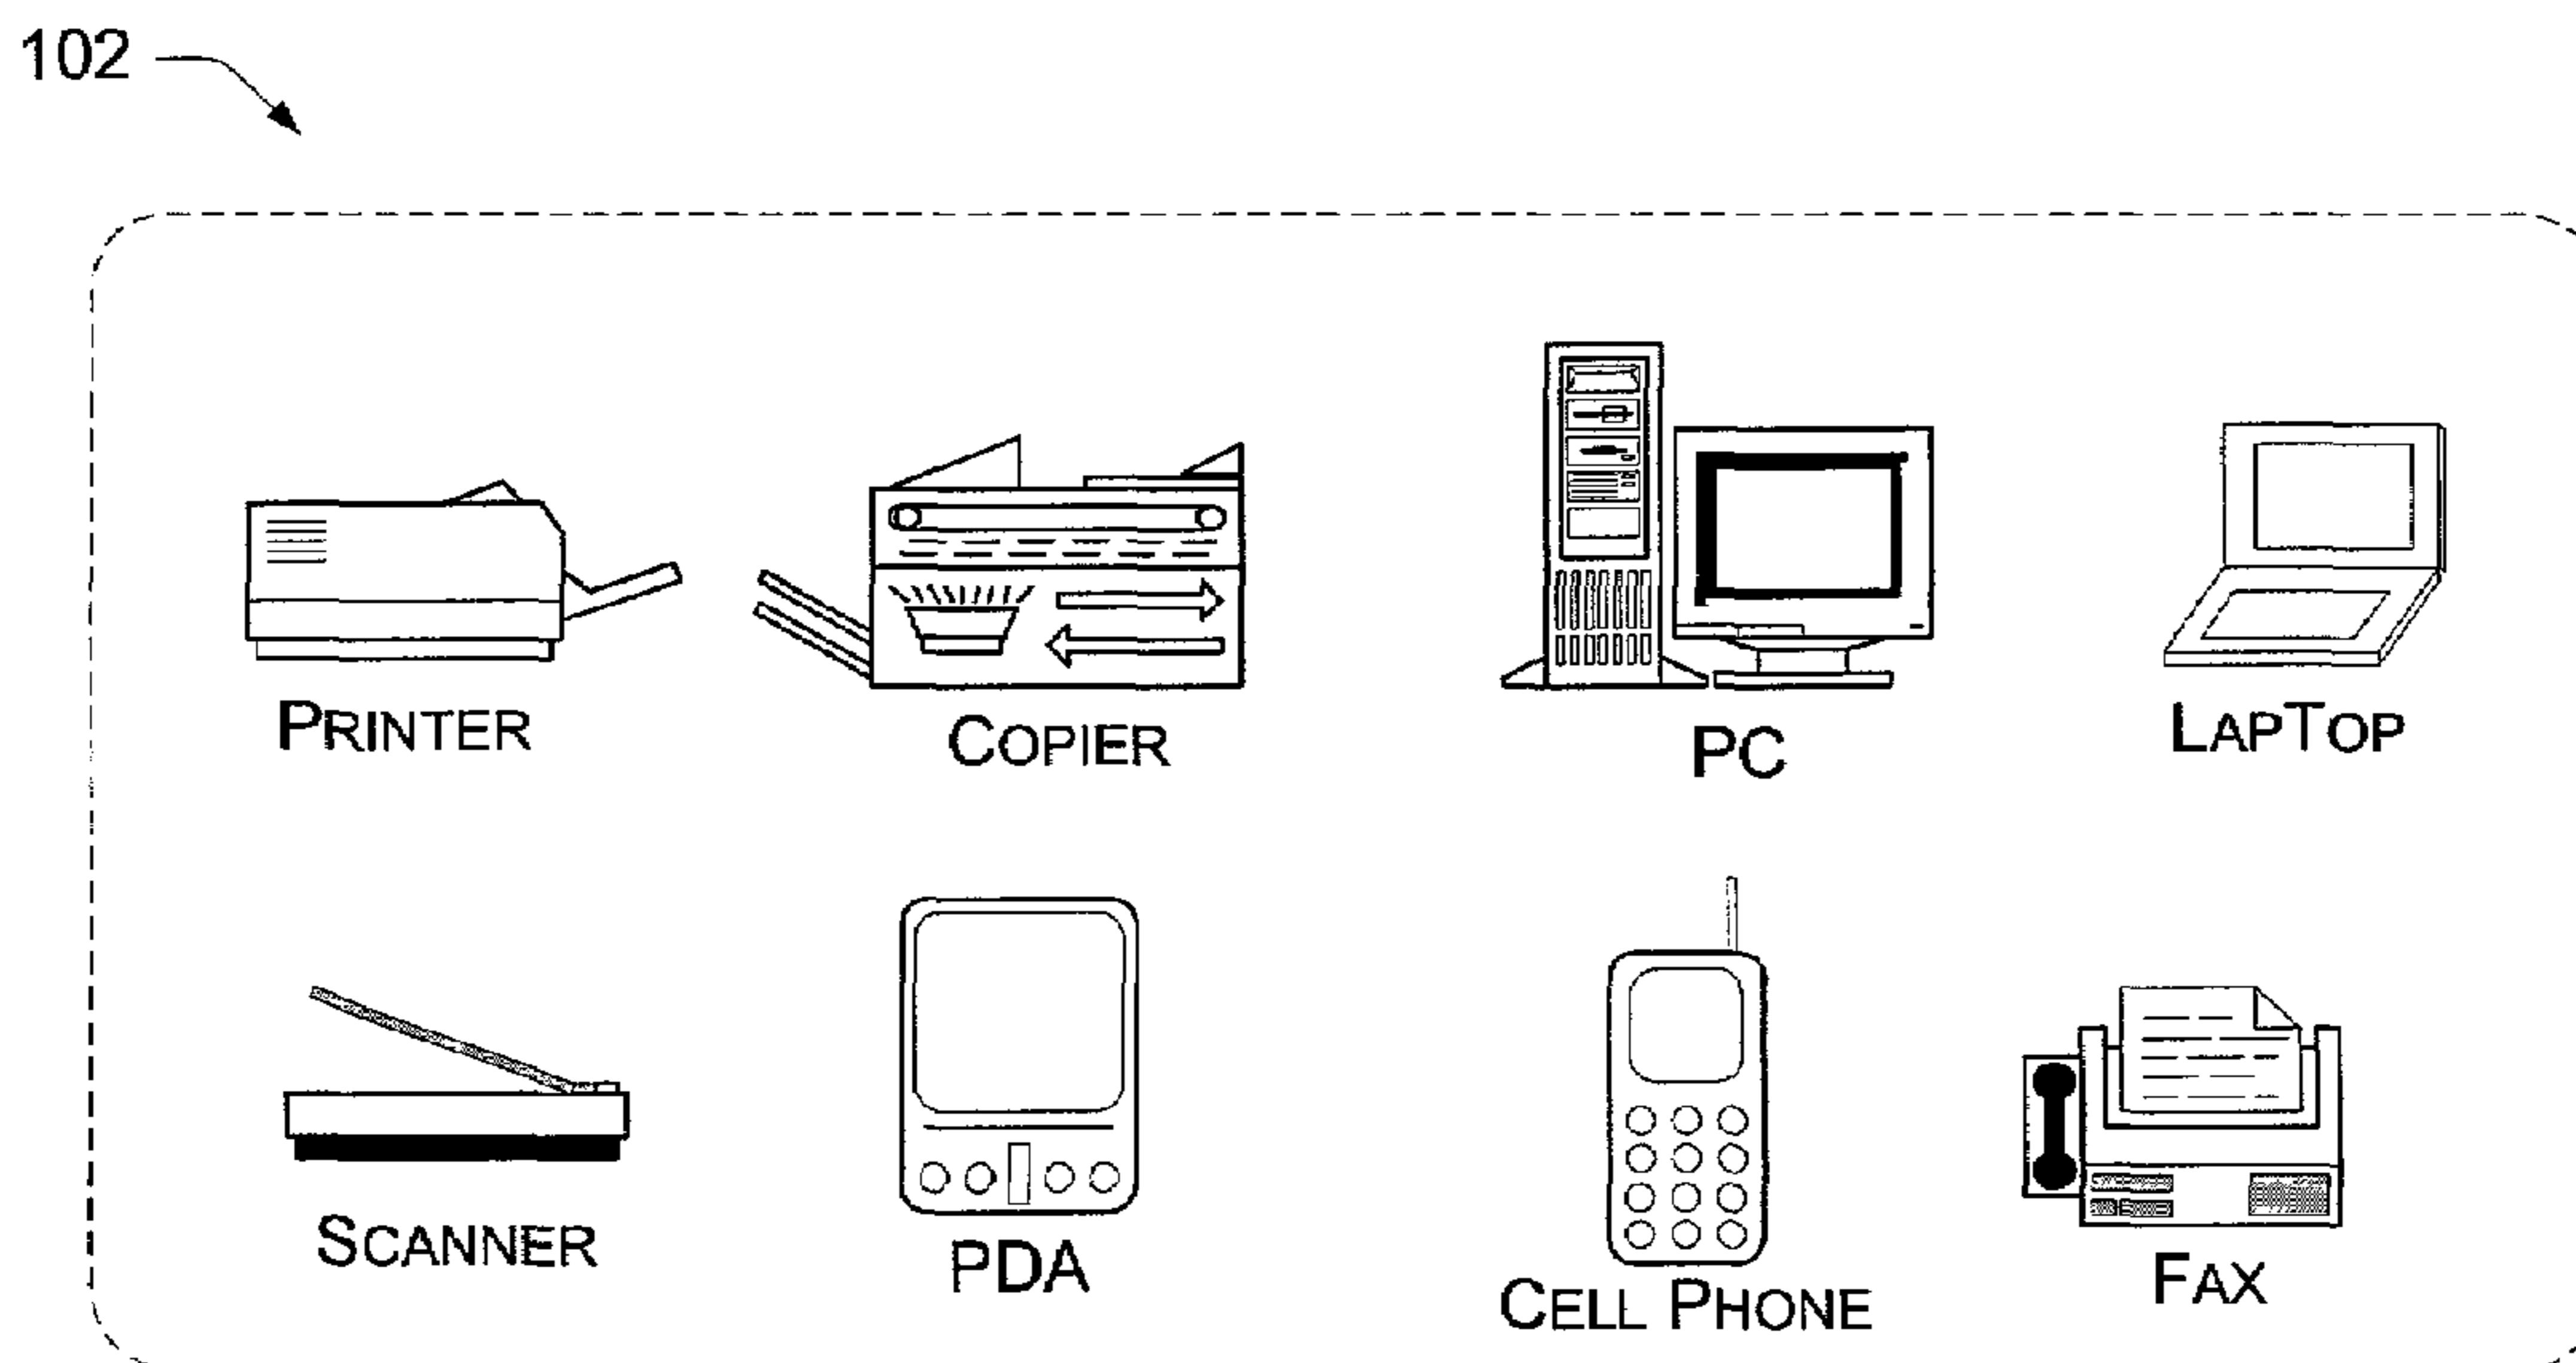 102
PRINTER
COPIER
PC
LAPTOP
SCANNER
PDA
CELL PHONE
FAX